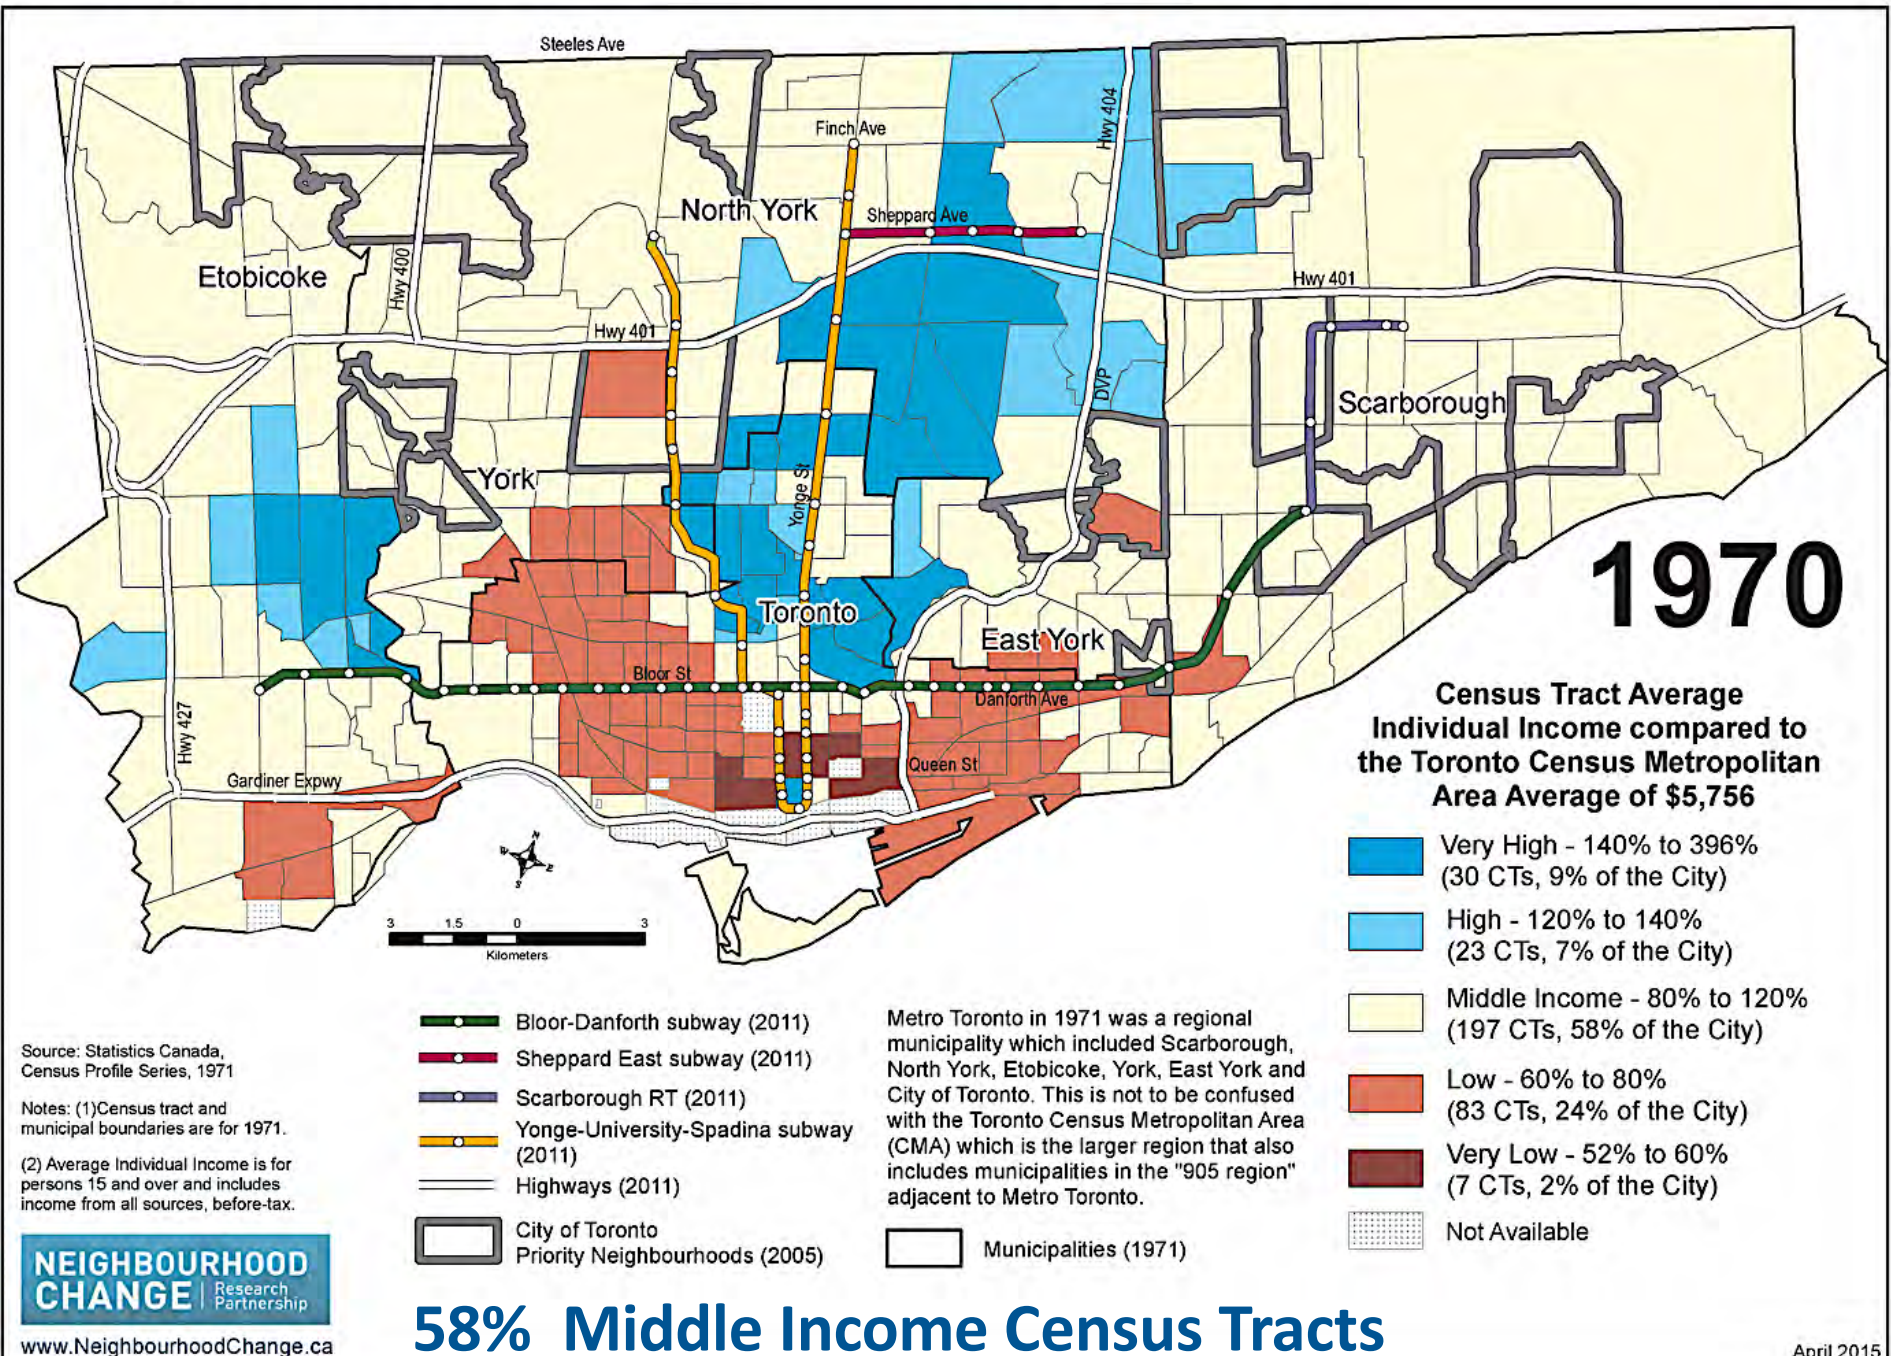 Steeles Ave
Hwy 404
Finch Ave
North York
Sheppard Ave
Etobicoke
Hwy 400
Hwy 401
Hwy 401
DVP
Scarborough
York
Yonge St
1970
Toronto
East York
Bloor St
Danforth Ave
Hwy 427
Queen St
Gardiner Expwy
N
W
E
S
3 1.5 0 3
Kilometers
Census Tract Average
Individual Income compared to
the Toronto Census Metropolitan
Area Average of $5,756
Very High - 140% to 396%
(30 CTs, 9% of the City)
High - 120% to 140%
(23 CTs, 7% of the City)
Middle Income - 80% to 120%
(197 CTs, 58% of the City)
Low - 60% to 80%
(83 CTs, 24% of the City)
Very Low - 52% to 60%
(7 CTs, 2% of the City)
Not Available
Source: Statistics Canada,
Census Profile Series, 1971
Notes: (1)Census tract and
municipal boundaries are for 1971.
(2) Average Individual Income is for
persons 15 and over and includes
income from all sources, before-tax.
Bloor-Danforth subway (2011)
Sheppard East subway (2011)
Scarborough RT (2011)
Yonge-University-Spadina subway
(2011)
Highways (2011)
City of Toronto
Priority Neighbourhoods (2005)
Metro Toronto in 1971 was a regional
municipality which included Scarborough,
North York, Etobicoke, York, East York and
City of Toronto. This is not to be confused
with the Toronto Census Metropolitan Area
(CMA) which is the larger region that also
includes municipalities in the "905 region"
adjacent to Metro Toronto.
Municipalities (1971)
NEIGHBOURHOOD
CHANGE Research
Partnership
www.NeighbourhoodChange.ca
58% Middle Income Census Tracts
April 2015